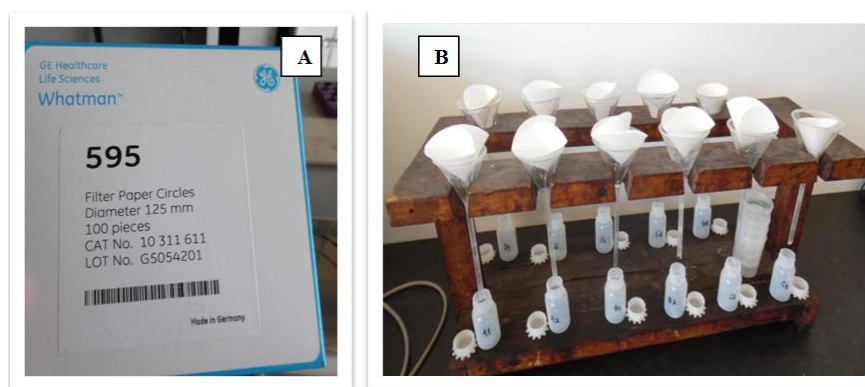 A
GE Healthcare
Life Sciences
Whatman™
595
Filter Paper Circles
Diameter 125 mm
100 pieces
CAT No. 10 311 611
LOT No. G5054201
Made in Germany
B
A1